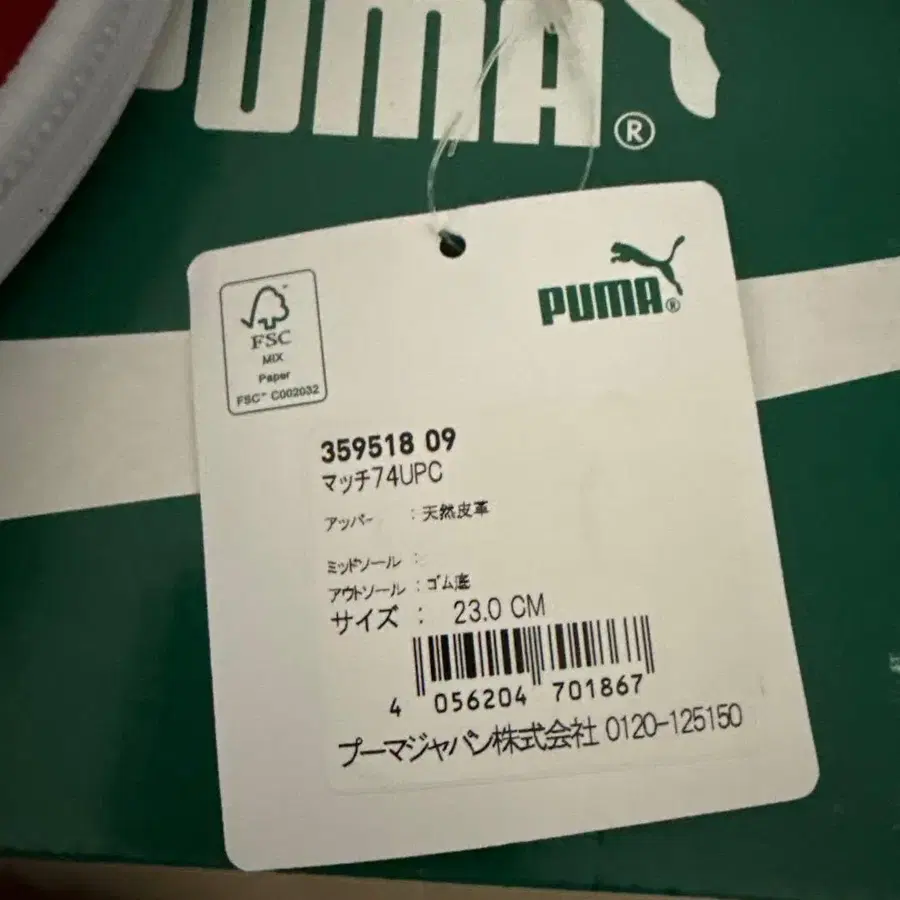 PUMA®
PUMA®
FSC™
MIX
Paper
FSC™ C002032
359518 09
マッチ74UPC
アッパー : 天然皮革
ミッドソール :
アウトソール : ゴム底
サイズ : 23.0 CM
4 056204 701867
プーマジャパン株式会社 0120-125150